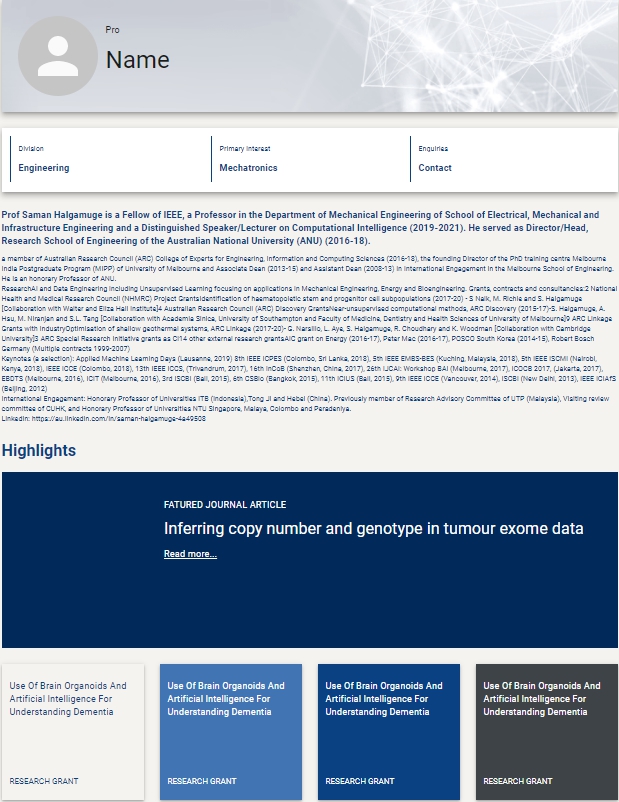 Pro
Name
Division
Engineering
Primary Interest
Mechatronics
Enquiries
Contact
Prof Saman Halgamuge is a Fellow of IEEE, a Professor in the Department of Mechanical Engineering of School of Electrical, Mechanical and
Infrastructure Engineering and a Distinguished Speaker/Lecturer on Computational Intelligence (2019-2021). He served as Director/Head,
Research School of Engineering of the Australian National University (ANU) (2016-18).
a member of Australian Research Council (ARC) College of Experts for Engineering, Information and Computing Sciences (2016-18), the founding Director of the PhD training centre Melbourne
India Postgraduate Program (MIPP) of University of Melbourne and Associate Dean (2013-15) and Assistant Dean (2008-13) in International Engagement in the Melbourne School of Engineering.
He is an honorary Professor of ANU.
ResearchAI and Data Engineering including Unsupervised Learning focusing on applications in Mechanical Engineering, Energy and Bioengineering. Grants, contracts and consultancies:2 National
Health and Medical Research Council (NHMRC) Project GrantsIdentification of haematopoietic stem and progenitor cell subpopulations (2017-20) - S Naik, M. Richie and S. Halgamuge
[Collaboration with Walter and Eliza Hall Institute]4 Australian Research Council (ARC) Discovery GrantsNear-unsupervised computational methods, ARC Discovery (2015-17)-S. Halgamuge, A.
Hsu, M. Niranjan and S.L. Tang [Collaboration with Academia Sinica, University of Southampton and Faculty of Medicine, Dentistry and Health Sciences of University of Melbourne]9 ARC Linkage
Grants with IndustryOptimisation of shallow geothermal systems, ARC Linkage (2017-20)- G. Narsilio, L. Aye, S. Halgamuge, R. Choudhary and K. Woodman [Collaboration with Cambridge
University]3 ARC Special Research Initiative grants as CI14 other external research grantsAIC grant on Energy (2016-17), Peter Mac (2016-17), POSCO South Korea (2014-15), Robert Bosch
Germany (Multiple contracts 1999-2007)
Keynotes (a selection): Applied Machine Learning Days (Lausanne, 2019) 8th IEEE ICPES (Colombo, Sri Lanka, 2018), 5th IEEE EMBS-BES (Kuching, Malaysia, 2018), 5th IEEE ISCMI (Nairobi,
Kenya, 2018), IEEE ICCE (Colombo, 2018), 13th IEEE ICCS, (Trivandrum, 2017), 16th InCoB (Shenzhen, China, 2017), 26th IJCAI: Workshop BAI (Melbourne, 2017), ICOCB 2017, (Jakarta, 2017),
EBDTS (Melbourne, 2016), ICIT (Melbourne, 2016), 3rd ISCBI (Bali, 2015), 6th CSBio (Bangkok, 2015), 11th ICIUS (Bali, 2015), 9th IEEE ICCE (Vancouver, 2014), ISCBI (New Delhi, 2013), IEEE ICIAfS
(Beijing, 2012)
International Engagement: Honorary Professor of Universities ITB (Indonesia),Tong Ji and Hebei (China). Previously member of Research Advisory Committee of UTP (Malaysia), Visiting review
committee of CUHK, and Honorary Professor of Universities NTU Singapore, Malaya, Colombo and Peradeniya.
LinkedIn: https://au.linkedin.com/in/saman-halgamuge-4a49508
Highlights
FATURED JOURNAL ARTICLE
Inferring copy number and genotype in tumour exome data
Read more...
Use Of Brain Organoids And
Artificial Intelligence For
Understanding Dementia
RESEARCH GRANT
Use Of Brain Organoids And
Artificial Intelligence For
Understanding Dementia
RESEARCH GRANT
Use Of Brain Organoids And
Artificial Intelligence For
Understanding Dementia
RESEARCH GRANT
Use Of Brain Organoids And
Artificial Intelligence For
Understanding Dementia
RESEARCH GRANT